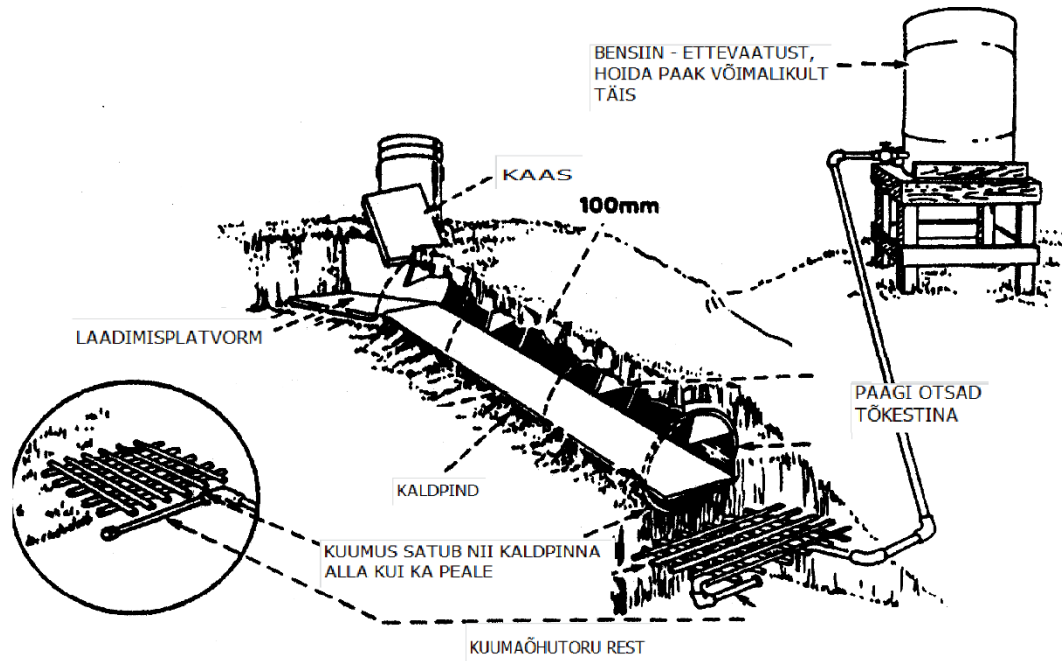 BENSIIN - ETTEVAATUST,
HOIDA PAAK VÕIMALIKULT
TÄIS
KAAS
100mm
LAADIMISPLATVORM
PAAGI OTSAD
TÕKESTINA
KALDPIND
KUUMUS SATUB NII KALDPINNA
ALLA KUI KA PEALE
KUUMAÕHUTORU REST